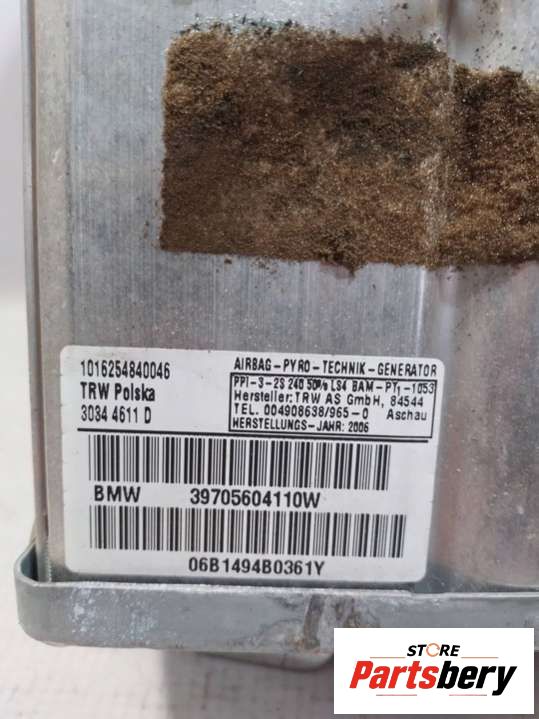 1016254840046
TRW Polska
3034 4611 D
AIRBAG-PYRO-TECHNIK-GENERATOR
PPI-3-2S 240 50% LS4 BAM-PT1-1053
Hersteller: TRW AS GmbH, 84544
TEL. 004908638/965-0 Aschau
HERSTELLUNGS-JAHR: 2006
BMW 39705604110W
06B1494B0361Y
STORE
Partsbery